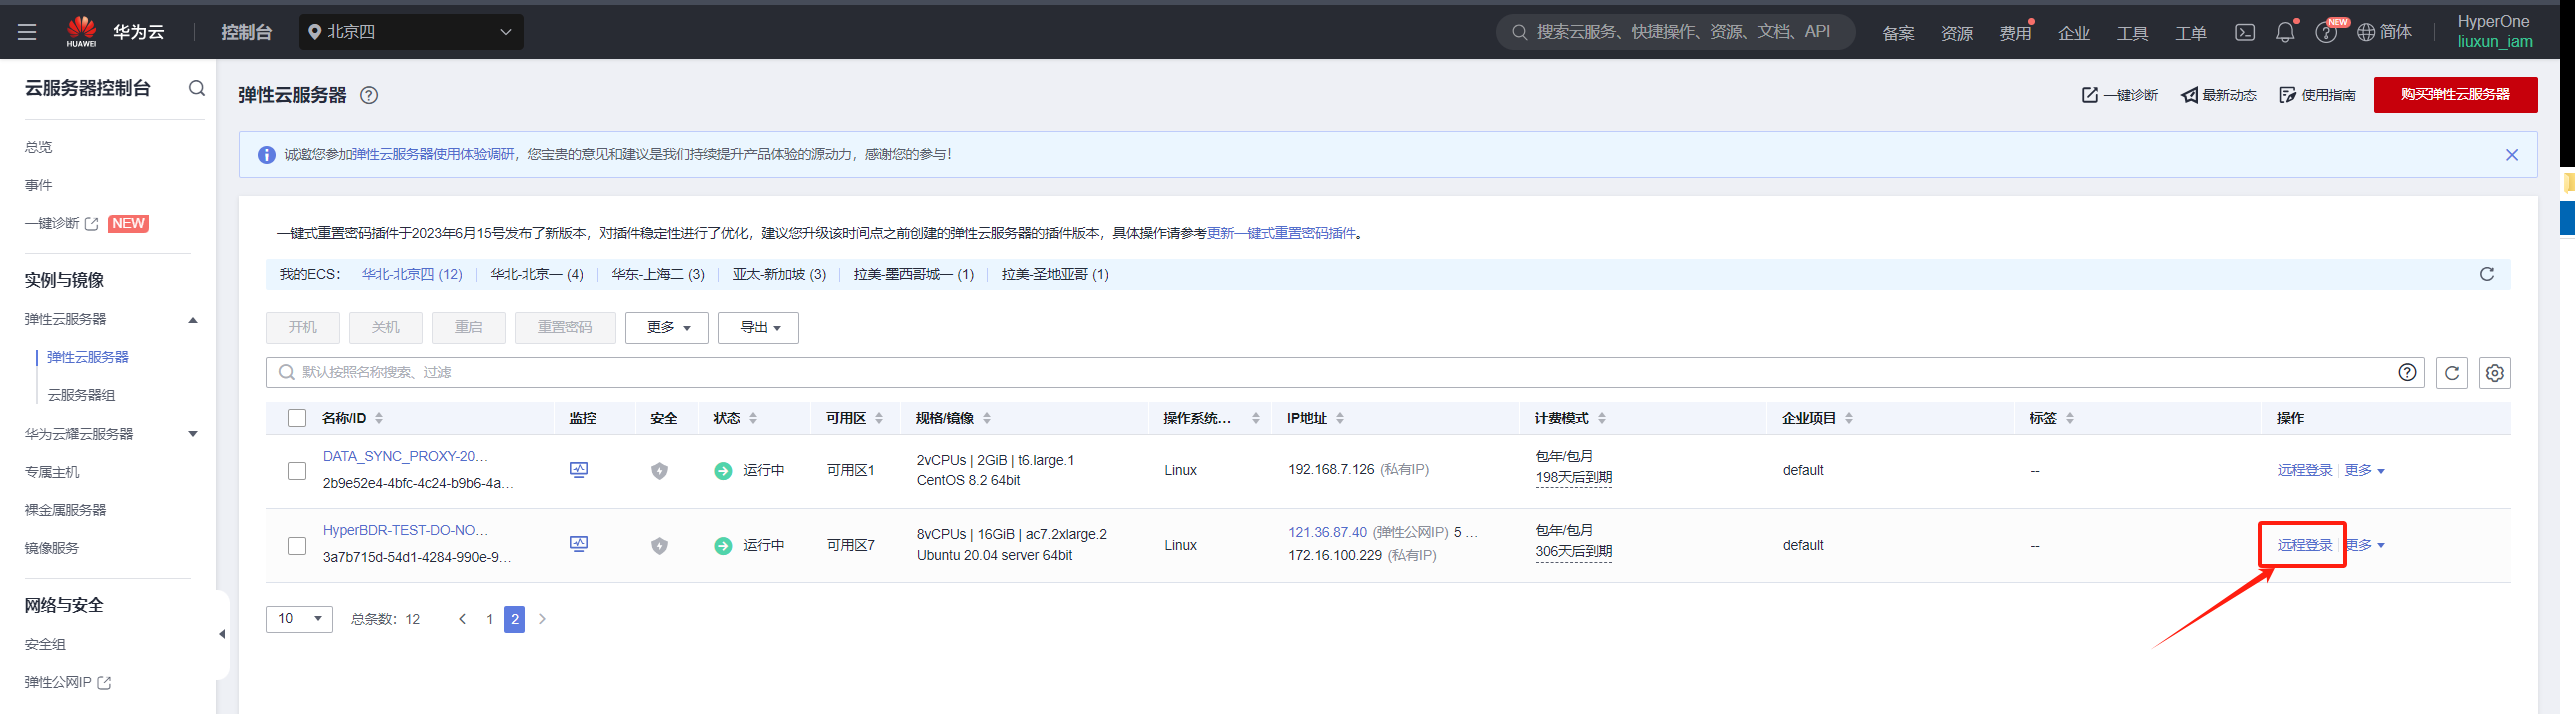 HUAWEI 华为云 控制台 北京四 搜索云服务、快捷操作、资源、文档、API 备案 资源 费用 企业 工具 工单 NEW 简体 HyperOne
liuxun_iam
云服务器控制台
总览
事件
一键诊断 NEW
实例与镜像
弹性云服务器
弹性云服务器
云服务器组
华为云耀云服务器
专属主机
裸金属服务器
镜像服务
网络与安全
安全组
弹性公网IP
弹性云服务器 一键诊断 最新动态 使用指南 购买弹性云服务器
诚邀您参加弹性云服务器使用体验调研，您宝贵的意见和建议是我们持续提升产品体验的源动力，感谢您的参与！
一键式重置密码插件于2023年6月15号发布了新版本，对插件稳定性进行了优化，建议您升级该时间点之前创建的弹性云服务器的插件版本，具体操作请参考更新一键式重置密码插件。
我的ECS： 华北-北京四 (12) 华北-北京一 (4) 华东-上海二 (3) 亚太-新加坡 (3) 拉美-墨西哥城一 (1) 拉美-圣地亚哥 (1)
开机 关机 重启 重置密码 更多 导出
默认按照名称搜索、过滤
名称/ID 监控 安全 状态 可用区 规格/镜像 操作系统... IP地址 计费模式 企业项目 标签 操作
DATA_SYNC_PROXY-20...
2b9e52e4-4bfc-4c24-b9b6-4a...
运行中 可用区1
2vCPUs | 2GiB | t6.large.1
CentOS 8.2 64bit
Linux 192.168.7.126 (私有IP)
包年/包月
198天后到期
default -- 远程登录 更多
HyperBDR-TEST-DO-NO...
3a7b715d-54d1-4284-990e-9...
运行中 可用区7
8vCPUs | 16GiB | ac7.2xlarge.2
Ubuntu 20.04 server 64bit
Linux
121.36.87.40 (弹性公网IP) 5 ...
172.16.100.229 (私有IP)
包年/包月
306天后到期
default -- 远程登录 更多
10 总条数：12 1 2